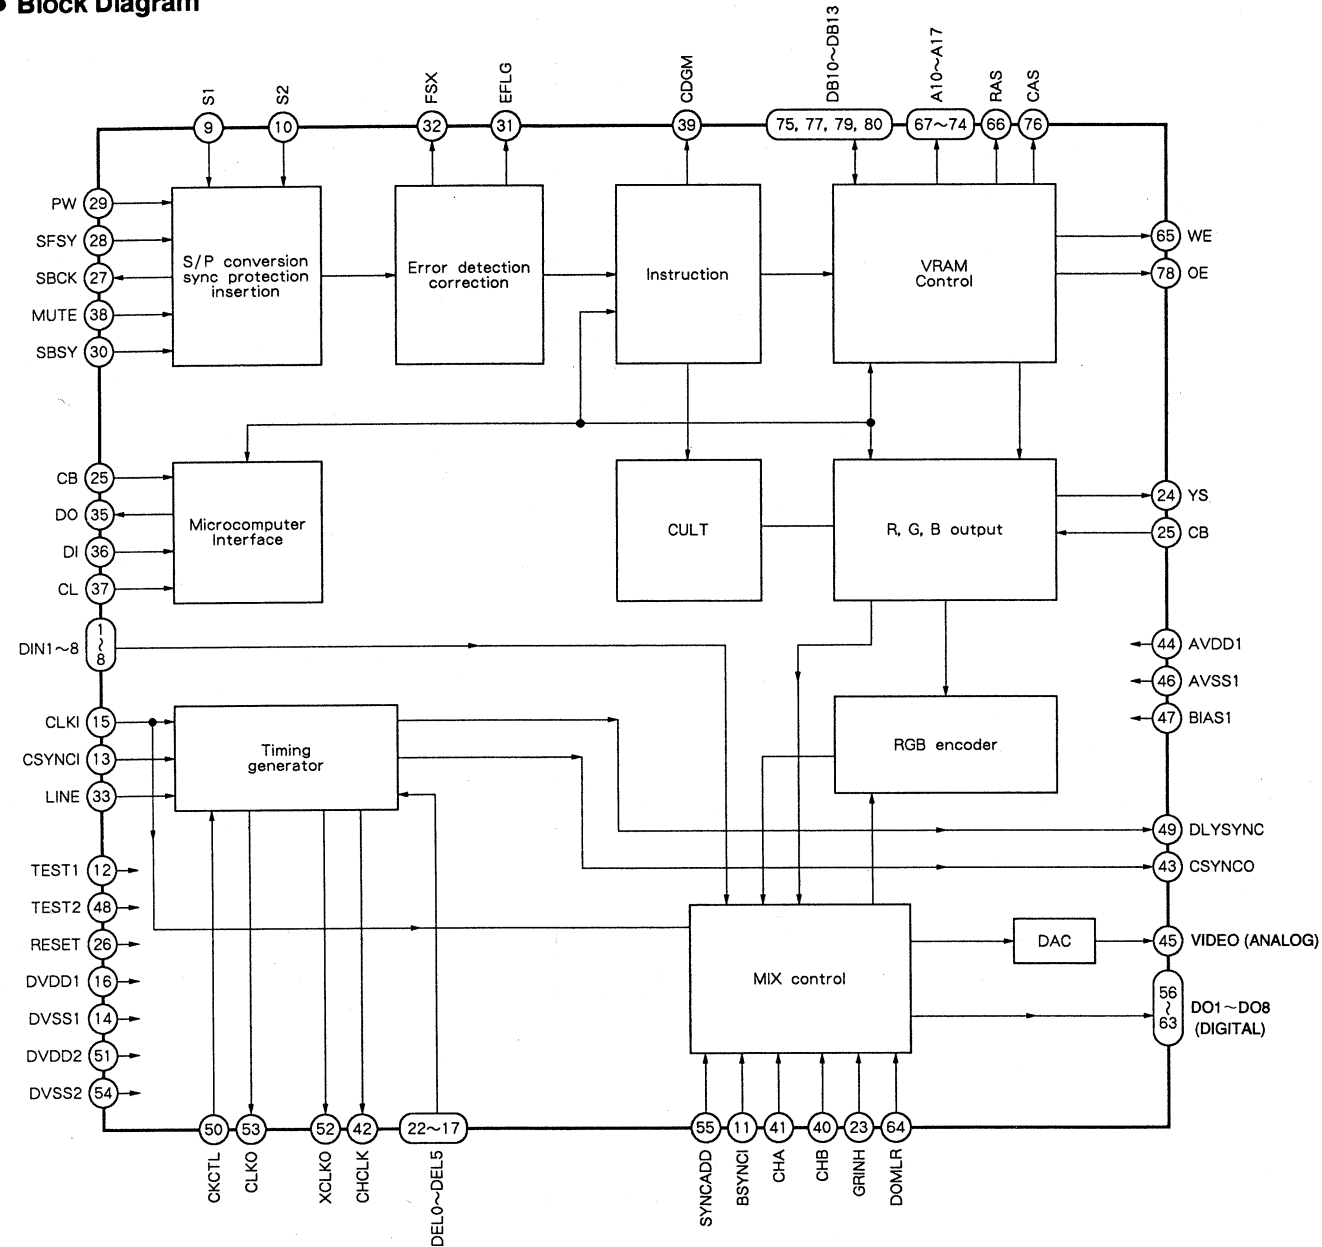 Block Diagram
S1
S2
FSX
EFLG
CDGM
DB10~DB13
A10~A17
RAS
CAS
9
10
32
31
39
75, 77, 79, 80
67~74
66
76
PW 29
SFSY 28
SBCK 27
MUTE 38
SBSY 30
S/P conversion
sync protection
insertion
Error detection
correction
Instruction
VRAM
Control
65 WE
78 OE
CB 25
DO 35
DI 36
CL 37
Microcomputer
Interface
CULT
R, G, B output
24 YS
25 CB
DIN1~8
1
~
8
44 AVDD1
46 AVSS1
47 BIAS1
CLKI 15
CSYNCI 13
LINE 33
Timing
generator
RGB encoder
49 DLYSYNC
43 CSYNCO
TEST1 12
TEST2 48
RESET 26
DVDD1 16
DVSS1 14
DVDD2 51
DVSS2 54
MIX control
DAC
45 VIDEO (ANALOG)
56
~
63
DO1~DO8
(DIGITAL)
50
53
52
42
22~17
55
11
41
40
23
64
CKCTL
CLKO
XCLKO
CHCLK
DEL0~DEL5
SYNCADD
BSYNCI
CHA
CHB
GRINH
DOMLR